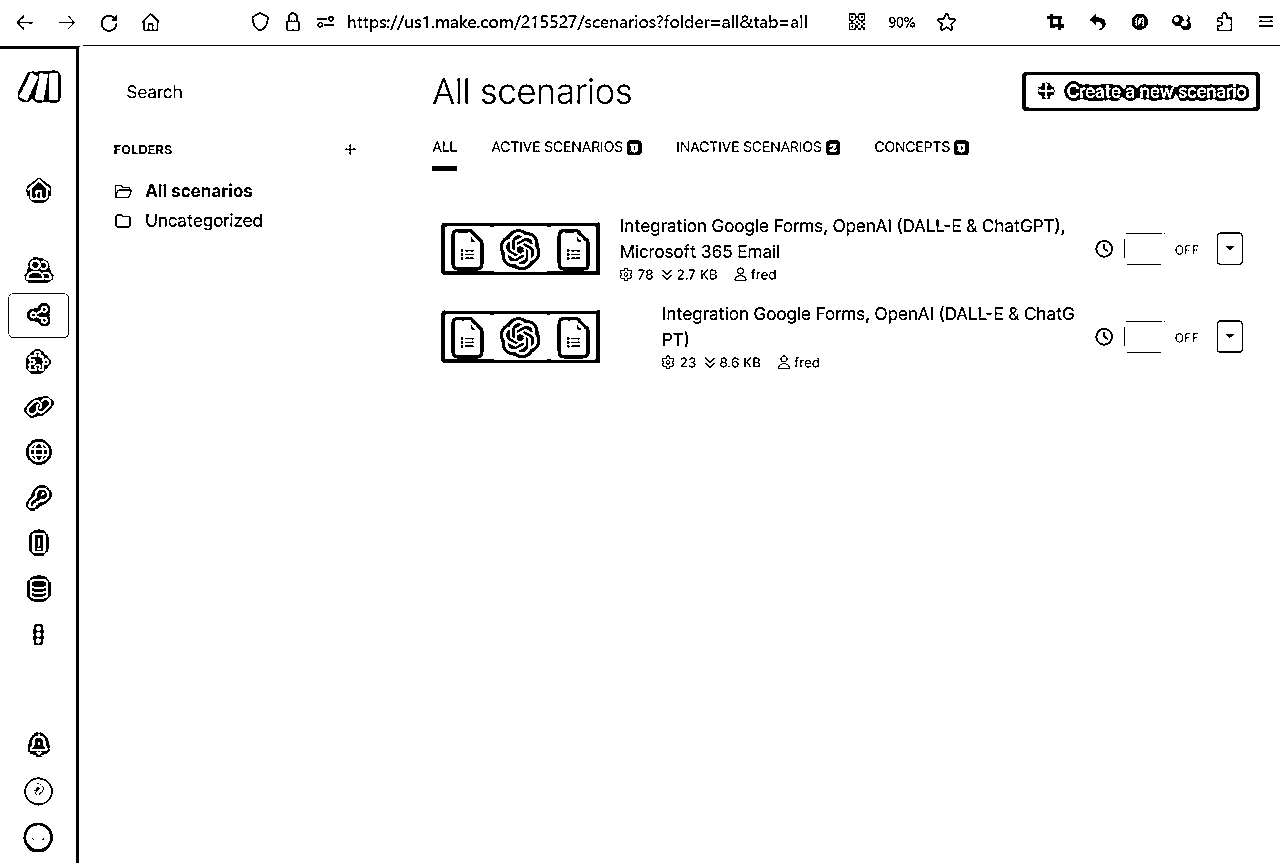 https://us1.make.com/215527/scenarios?folder=all&tab=all 90%
Search
All scenarios
Create a new scenario
FOLDERS
ALL
ACTIVE SCENARIOS 0
INACTIVE SCENARIOS 2
CONCEPTS 0
All scenarios
Uncategorized
Integration Google Forms, OpenAI (DALL-E & ChatGPT),
Microsoft 365 Email
78 2.7 KB fred
OFF
Integration Google Forms, OpenAI (DALL-E & ChatG
PT)
23 8.6 KB fred
OFF